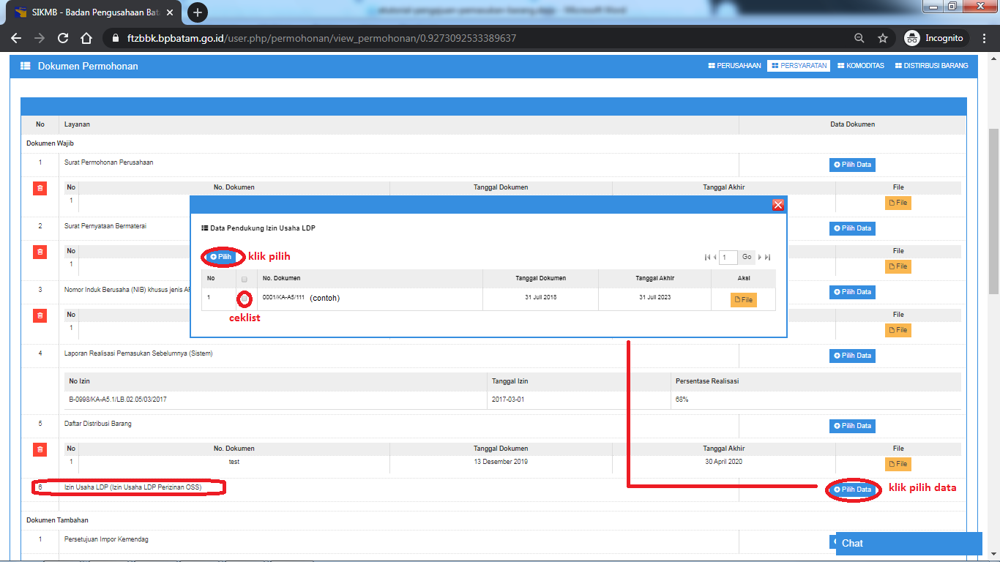 SIKMB - Badan Pengusahaan Bat
ftzbbk.bpbatam.go.id/user.php/permohonan/view_permohonan/0.9273092533389637
Incognito
Dokumen Permohonan
PERUSAHAAN PERSYARATAN KOMODITAS DISTIRBUSI BARANG
No Layanan Data Dokumen
Dokumen Wajib
1 Surat Permohonan Perusahaan Pilih Data
No No. Dokumen Tanggal Dokumen Tanggal Akhir File
1 File
2 Surat Pernyataan Bermaterai Pilih Data
No File
1 File
3 Nomor Induk Berusaha (NIB) khusus jenis Pilih Data
No File
1 File
Data Pendukung Izin Usaha LDP
Pilih klik pilih 1 Go
No No. Dokumen Tanggal Dokumen Tanggal Akhir Aksi
1 0001/KA-A5/111 (contoh) 31 Juli 2018 31 Juli 2023 File
ceklist
4 Laporan Realisasi Pemasukan Sebelumnya (Sistem) Pilih Data
No Izin Tanggal Izin Persentase Realisasi
B-0998/KA-A5.1/LB.02.05/03/2017 2017-03-01 68%
5 Daftar Distribusi Barang Pilih Data
No No. Dokumen Tanggal Dokumen Tanggal Akhir File
1 test 13 Desember 2019 30 April 2020 File
6 Izin Usaha LDP (Izin Usaha LDP Perizinan OSS) Pilih Data klik pilih data
Dokumen Tambahan
1 Persetujuan Impor Kemendag
Chat